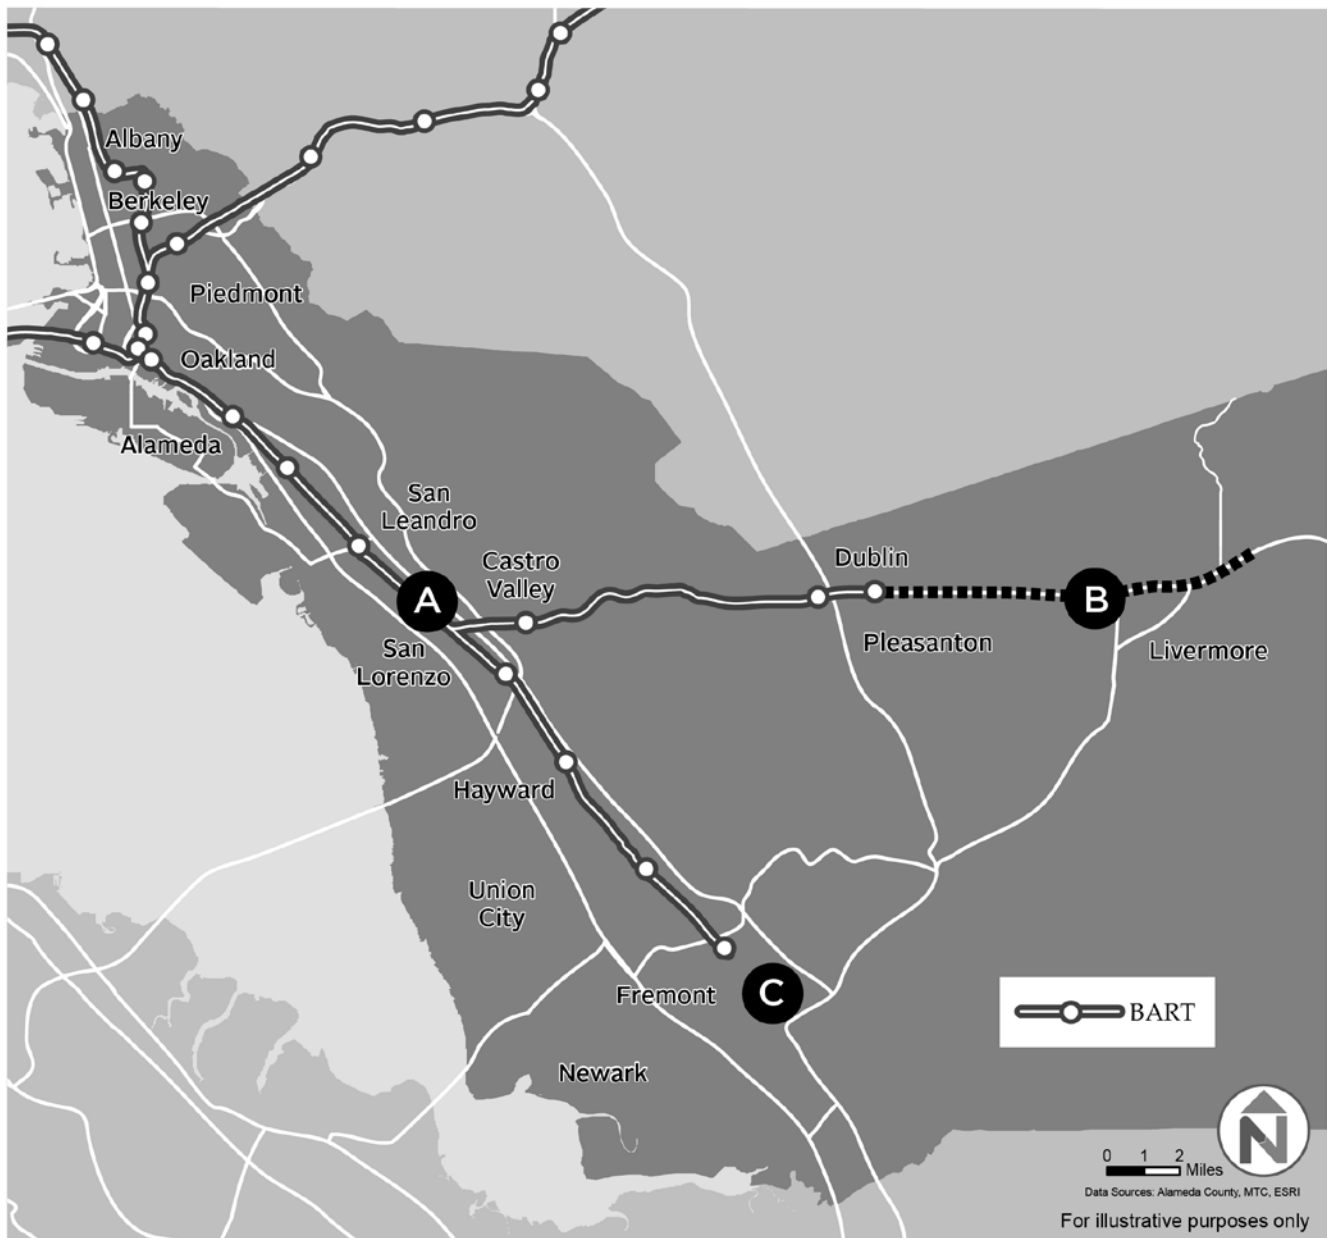 Albany
Berkeley
Piedmont
Oakland
Alameda
San
Leandro
Castro
Valley
Dublin
A
B
San
Lorenzo
Pleasanton
Livermore
Hayward
Union
City
Fremont
C
BART
Newark
N
0 1 2
Miles
Data Sources: Alameda County, MTC, ESRI
For illustrative purposes only